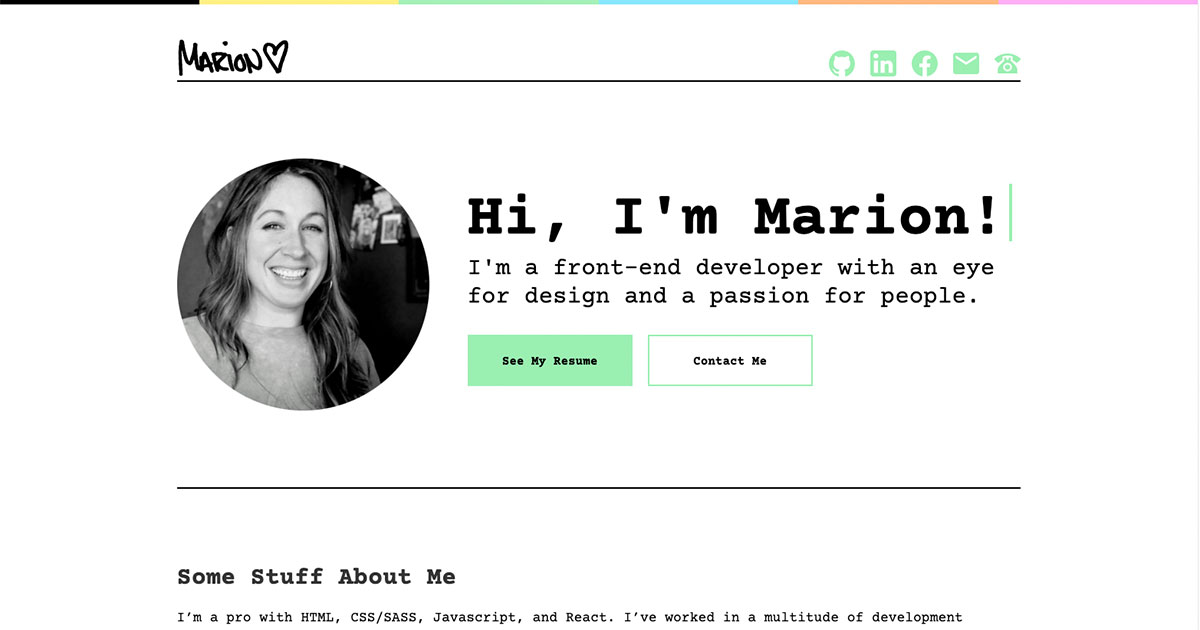 Marion
Hi, I'm Marion!
I'm a front-end developer with an eye
for design and a passion for people.
See My Resume
Contact Me
Some Stuff About Me
I’m a pro with HTML, CSS/SASS, Javascript, and React. I’ve worked in a multitude of development